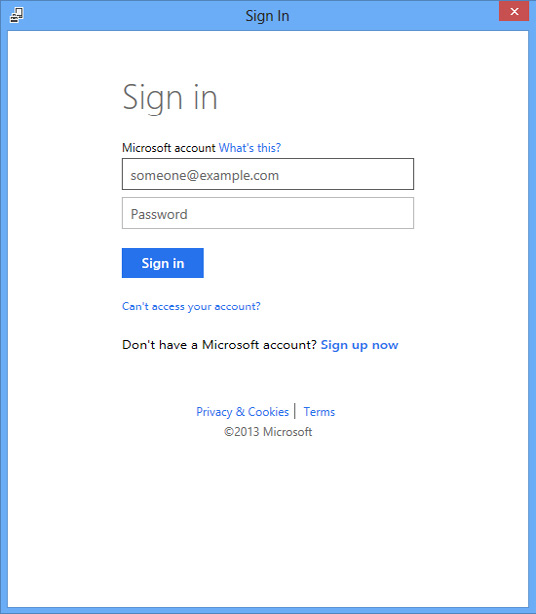 Sign In
Sign in
Microsoft account What's this?
someone@example.com
Password
Sign in
Can't access your account?
Don't have a Microsoft account? Sign up now
Privacy & Cookies | Terms
©2013 Microsoft